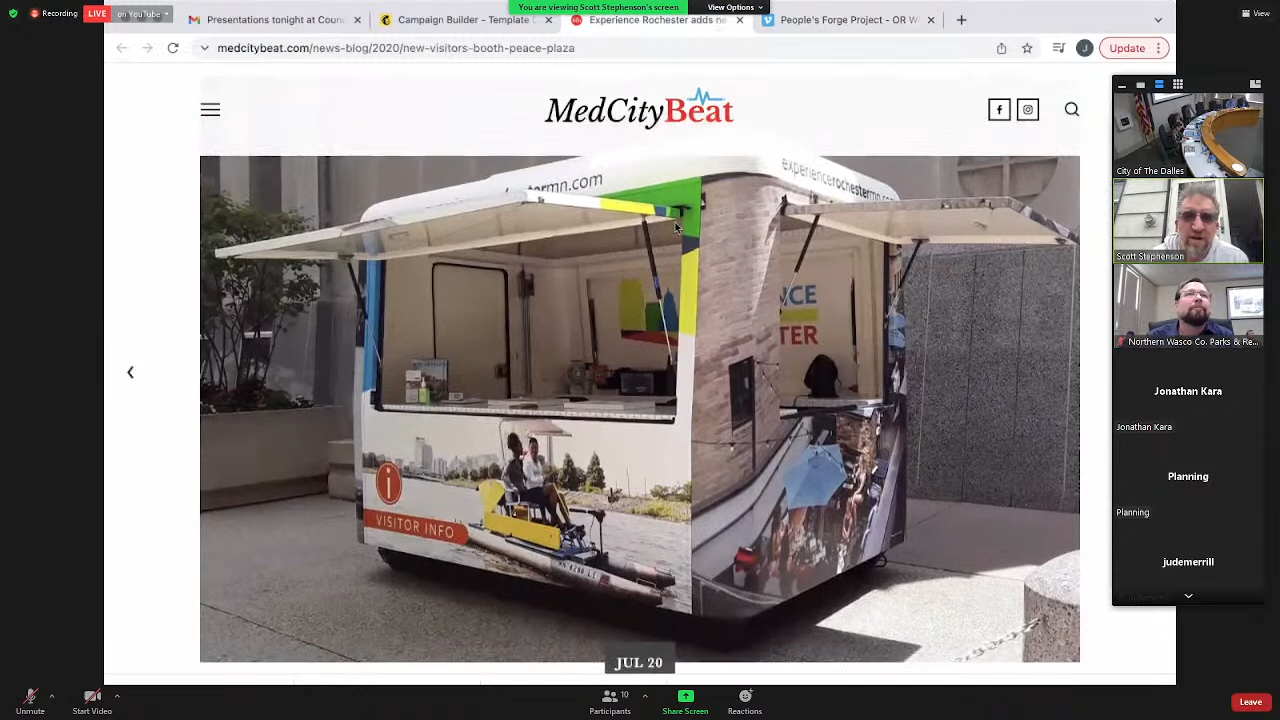 LIVE on YouTube
Recording
You are viewing Scott Stephenson's screen
View Options
View
Presentations tonight at Coun
Campaign Builder - Template
Experience Rochester adds ne
People's Forge Project - OR W
medcitybeat.com/news-blog/2020/new-visitors-booth-peace-plaza
J
Update
MedCityBeat
experiencerochestermn.com
i
VISITOR INFO
JUL 20
City of The Dalles
Scott Stephenson
Northern Wasco Co. Parks & Re...
Jonathan Kara
Jonathan Kara
Planning
Planning
judemerrill
Unmute
Start Video
10
Participants
Share Screen
Reactions
Leave